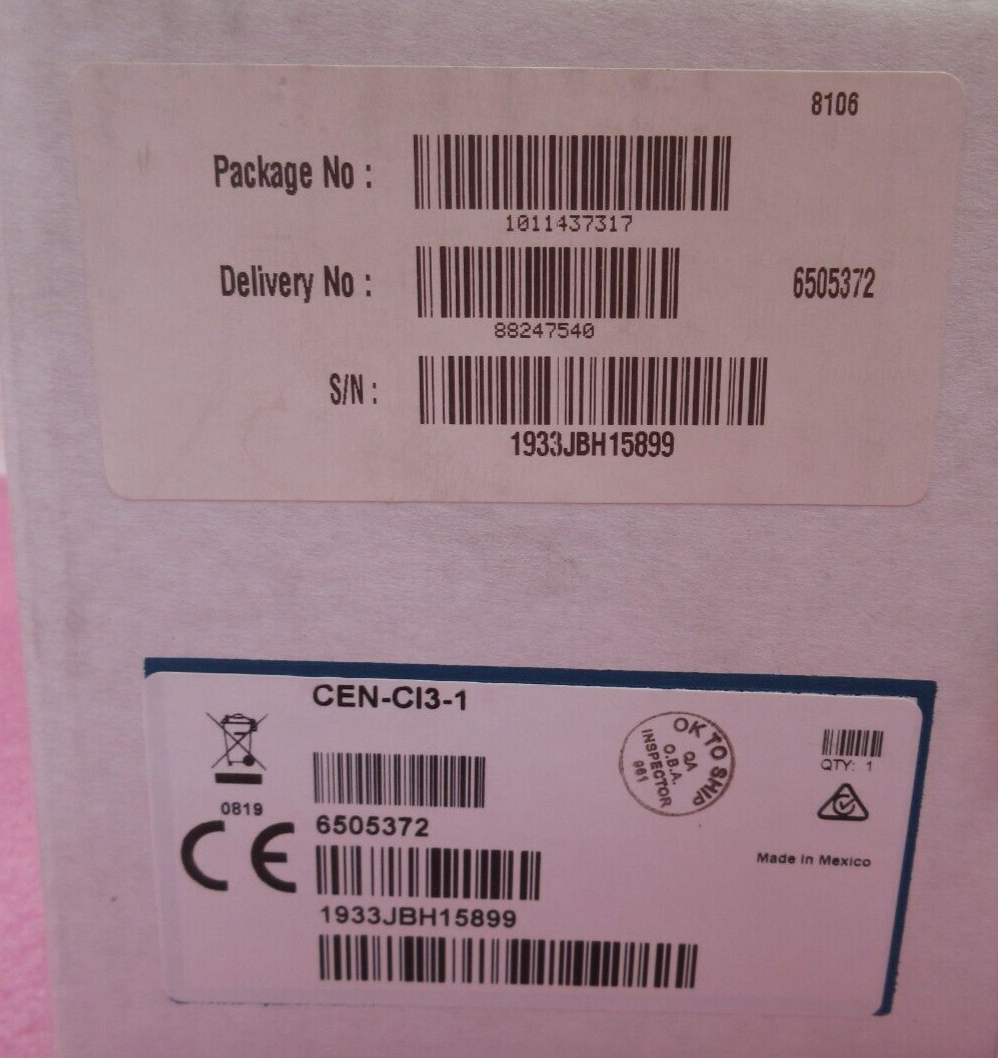 8106
Package No :
1011437317
Delivery No :
6505372
88247540
S/N :
1933JBH15899
CEN-CI3-1
OK TO SHIP
QA
O.B.A.
INSPECTOR
961
QTY: 1
0819
CE
6505372
Made in Mexico
1933JBH15899